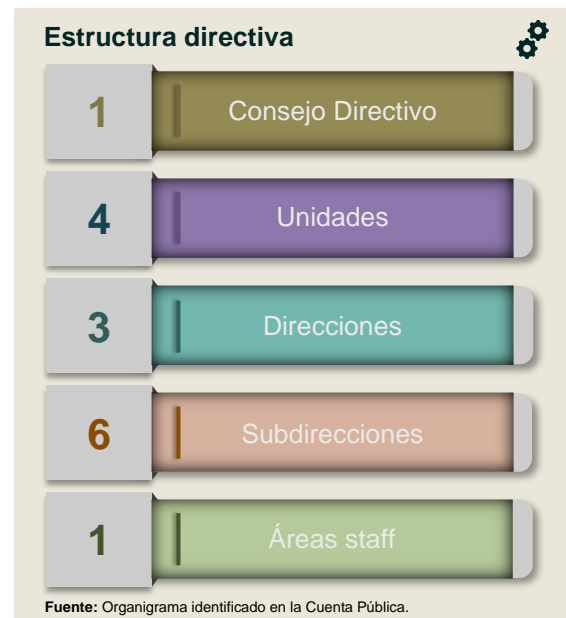 Estructura directiva
1 Consejo Directivo
4 Unidades
3 Direcciones
6 Subdirecciones
1 Áreas staff
Fuente: Organigrama identificado en la Cuenta Pública.